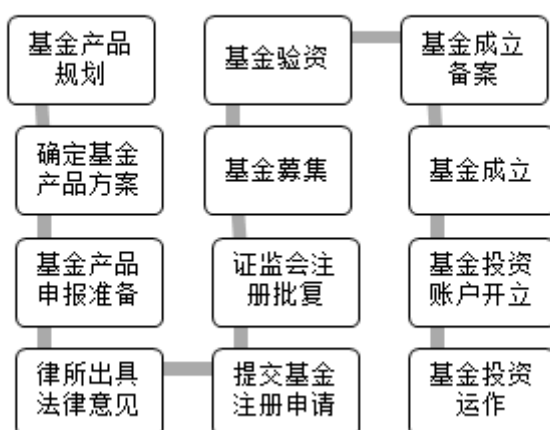 基金产品
规划
确定基金
产品方案
基金产品
申报准备
律所出具
法律意见
提交基金
注册申请
证监会注
册批复
基金募集
基金验资
基金成立
备案
基金成立
基金投资
账户开立
基金投资
运作